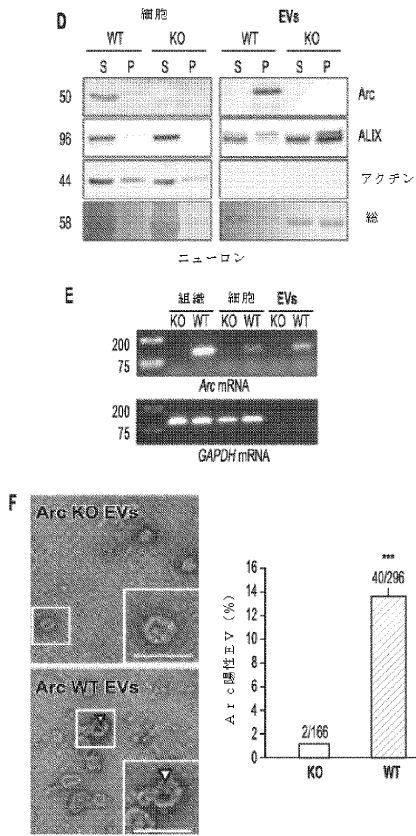 D 細胞 EVs
WT KO WT KO
S P S P S P S P
50 Arc
96 ALIX
44 アクチン
58 総
ニューロン
E 組織 細胞 EVs
KO WT KO WT KO WT
200
75
Arc mRNA
200
75
GAPDH mRNA
F
Arc KO EVs
Arc WT EVs
Arc陽性EV (%)
16
14
12
10
8
6
4
2
0
***
40/296
2/166
KO WT